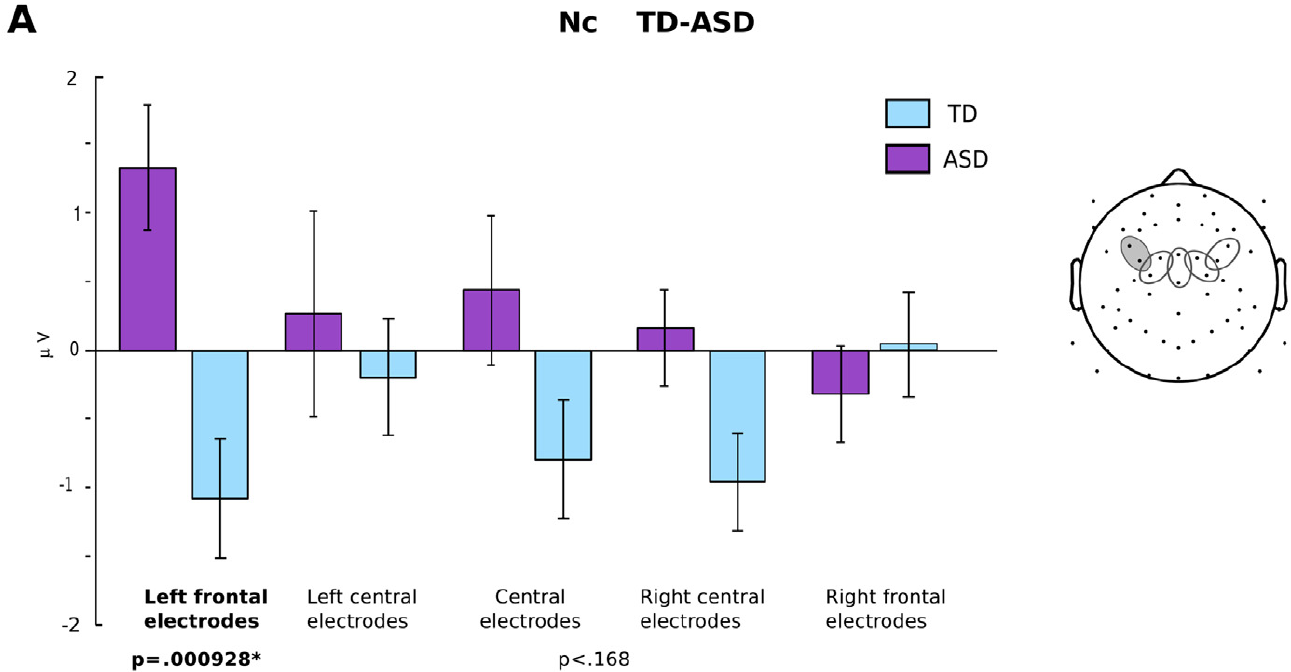 A
Nc TD-ASD
2
1
0
-1
-2
μV
TD
ASD
Left frontal
electrodes
Left central
electrodes
Central
electrodes
Right central
electrodes
Right frontal
electrodes
p=.000928*
p<.168